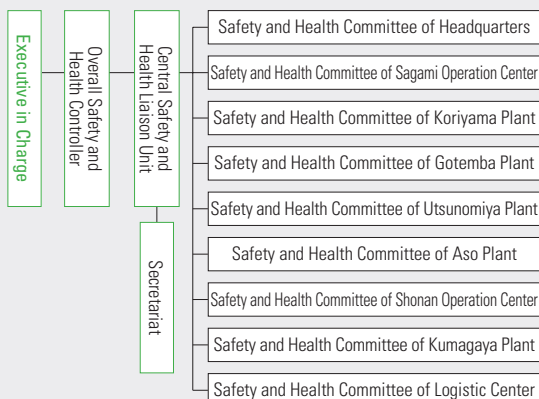 Executive in Charge
Overall Safety and
Health Controller
Central Safety and
Health Liaison Unit
Secretariat
Safety and Health Committee of Headquarters
Safety and Health Committee of Sagami Operation Center
Safety and Health Committee of Koriyama Plant
Safety and Health Committee of Gotemba Plant
Safety and Health Committee of Utsunomiya Plant
Safety and Health Committee of Aso Plant
Safety and Health Committee of Shonan Operation Center
Safety and Health Committee of Kumagaya Plant
Safety and Health Committee of Logistic Center